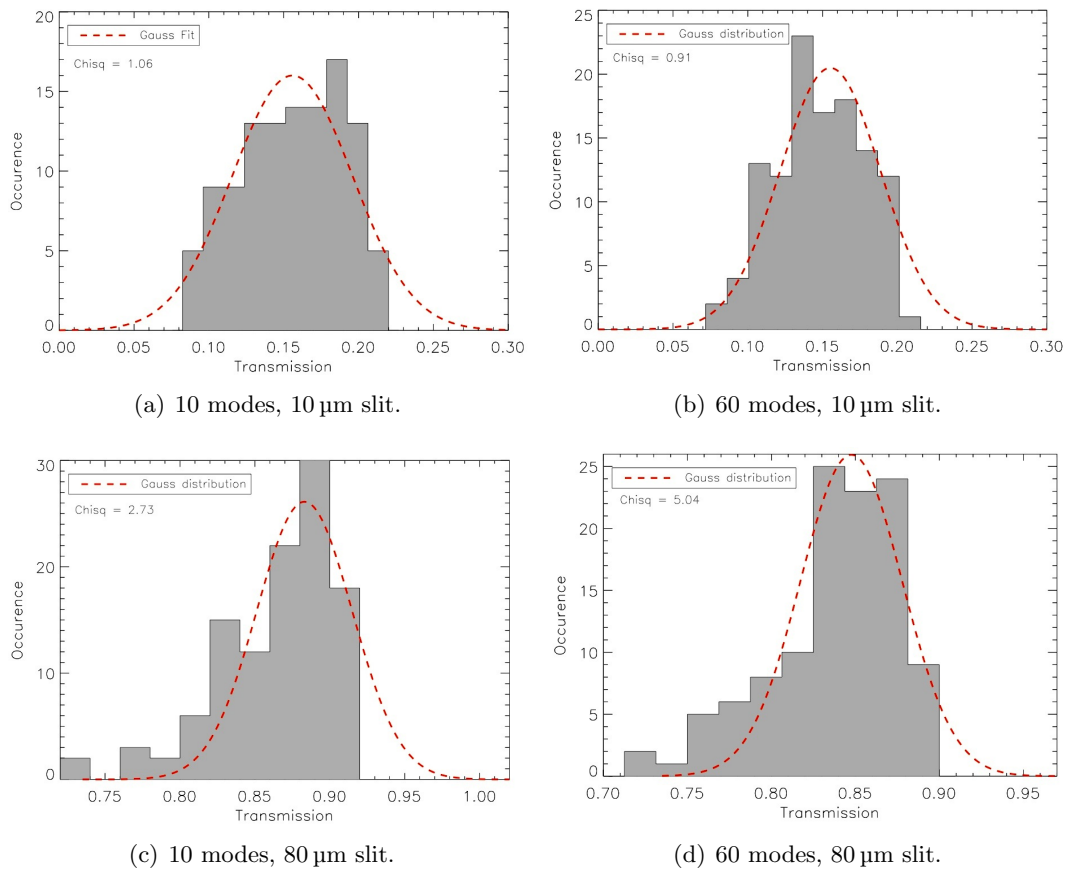 20
15
10
5
0
Occurence
Gauss Fit
Chisq = 1.06
0.00 0.05 0.10 0.15 0.20 0.25 0.30
Transmission
(a) 10 modes, 10 µm slit.
25
20
15
10
5
0
Occurence
Gauss distribution
Chisq = 0.91
0.00 0.05 0.10 0.15 0.20 0.25 0.30
Transmission
(b) 60 modes, 10 µm slit.
30
20
10
0
Occurence
Gauss distribution
Chisq = 2.73
0.75 0.80 0.85 0.90 0.95 1.00
Transmission
(c) 10 modes, 80 µm slit.
25
20
15
10
5
0
Occurence
Gauss distribution
Chisq = 5.04
0.70 0.75 0.80 0.85 0.90 0.95
Transmission
(d) 60 modes, 80 µm slit.